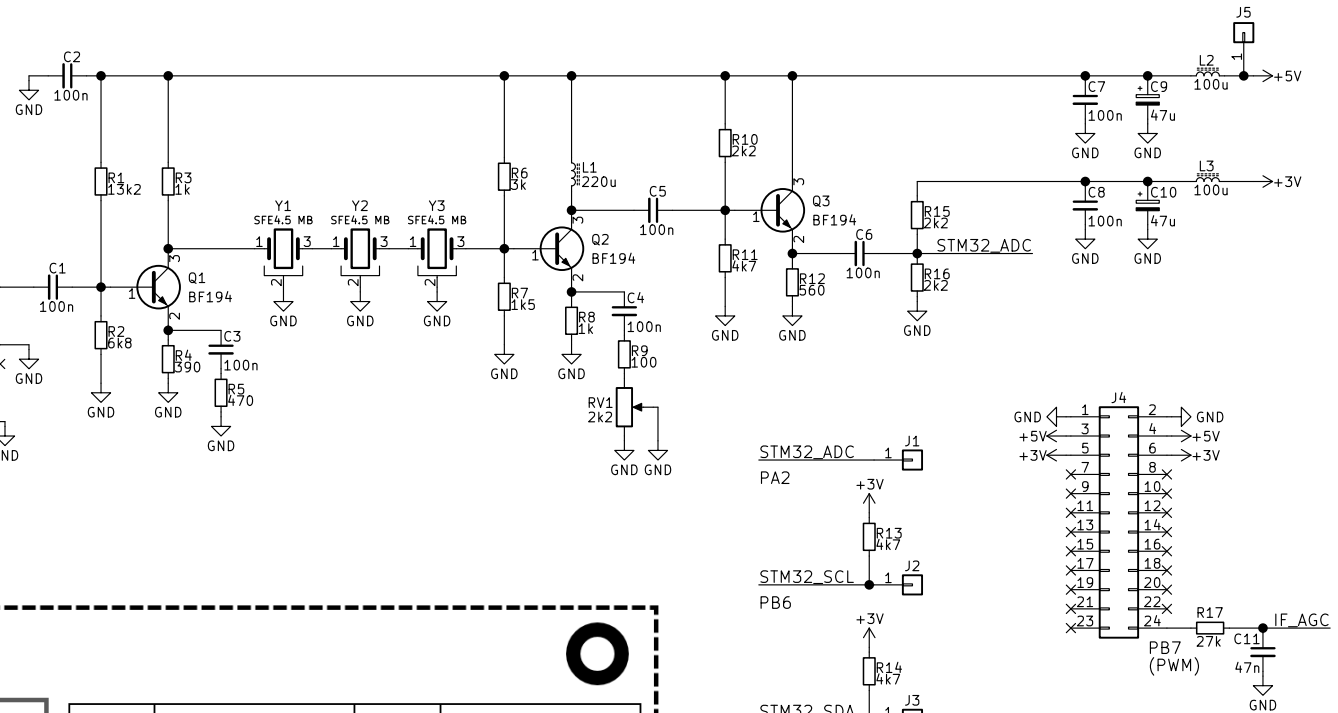 J5
1
C2
100n
GND
L2
100u
+5V
C7
100n
GND
+
C9
47u
GND
R10
2k2
L3
100u
+3V
C8
100n
GND
+
C10
47u
GND
R1
13k2
R3
1k
R6
3k
L1
220u
C5
100n
3
Q3
BF194
1
2
R15
2k2
Y1
SFE4.5 MB
1
3
2
GND
Y2
SFE4.5 MB
1
3
2
GND
Y3
SFE4.5 MB
1
3
2
GND
3
Q2
BF194
1
2
C6
100n
STM32_ADC
R11
4k7
GND
R12
560
GND
R16
2k2
GND
C1
100n
3
Q1
BF194
1
2
R7
1k5
GND
R8
1k
GND
C4
100n
R2
6k8
GND
R4
390
GND
C3
100n
R5
470
GND
R9
100
RV1
2k2
GND
GND
GND
ND
J4
GND
1
2
GND
+5V
3
4
+5V
+3V
5
6
+3V
7
8
9
10
11
12
13
14
15
16
17
18
19
20
21
22
23
24
STM32_ADC
1
J1
PA2
+3V
R13
4k7
STM32_SCL
1
J2
PB6
+3V
R14
4k7
STM32_SDA
1
J3
R17
27k
IF_AGC
C11
47n
GND
PB7
(PWM)